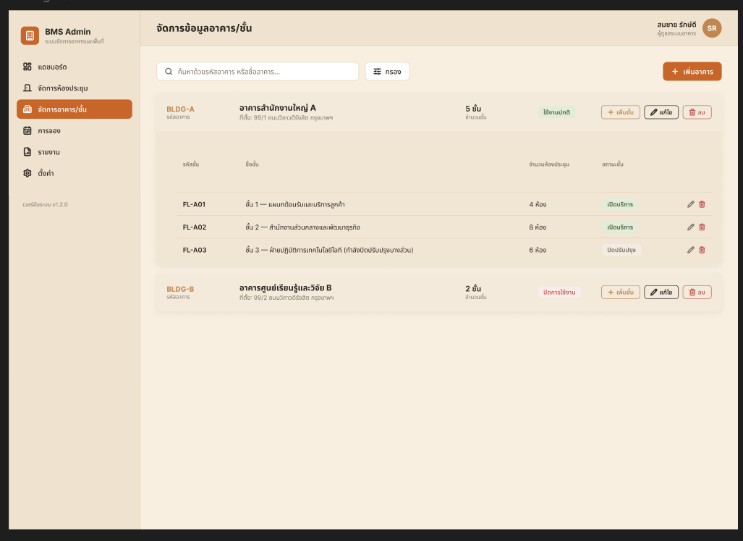 BMS Admin
ระบบจัดการอาคารและพื้นที่
แดชบอร์ด
จัดการห้องประชุม
จัดการอาคาร/ชั้น
การจอง
รายงาน
ตั้งค่า
เวอร์ชันระบบ v1.2.0
จัดการข้อมูลอาคาร/ชั้น
สมชาย รักษ์ดี
ผู้ดูแลระบบอาคาร
SR
ค้นหาด้วยรหัสอาคาร หรือชื่ออาคาร...
กรอง
+ เพิ่มอาคาร
BLDG-A
รหัสอาคาร
อาคารสำนักงานใหญ่ A
ที่ตั้ง: 99/1 ถนนวิภาวดีรังสิต กรุงเทพฯ
5 ชั้น
จำนวนชั้น
ใช้งานปกติ
+ เพิ่มชั้น
แก้ไข
ลบ
รหัสชั้น
ชื่อชั้น
จำนวนห้องประชุม
สถานะชั้น
FL-A01
ชั้น 1 — แผนกต้อนรับและบริการลูกค้า
4 ห้อง
เปิดบริการ
FL-A02
ชั้น 2 — สำนักงานส่วนกลางและพัฒนาธุรกิจ
8 ห้อง
เปิดบริการ
FL-A03
ชั้น 3 — ฝ่ายปฏิบัติการเทคโนโลยีไอที (กำลังปิดปรับปรุงบางส่วน)
6 ห้อง
ปิดปรับปรุง
BLDG-B
รหัสอาคาร
อาคารศูนย์เรียนรู้และวิจัย B
ที่ตั้ง: 99/2 ถนนวิภาวดีรังสิต กรุงเทพฯ
2 ชั้น
จำนวนชั้น
ปิดการใช้งาน
+ เพิ่มชั้น
แก้ไข
ลบ